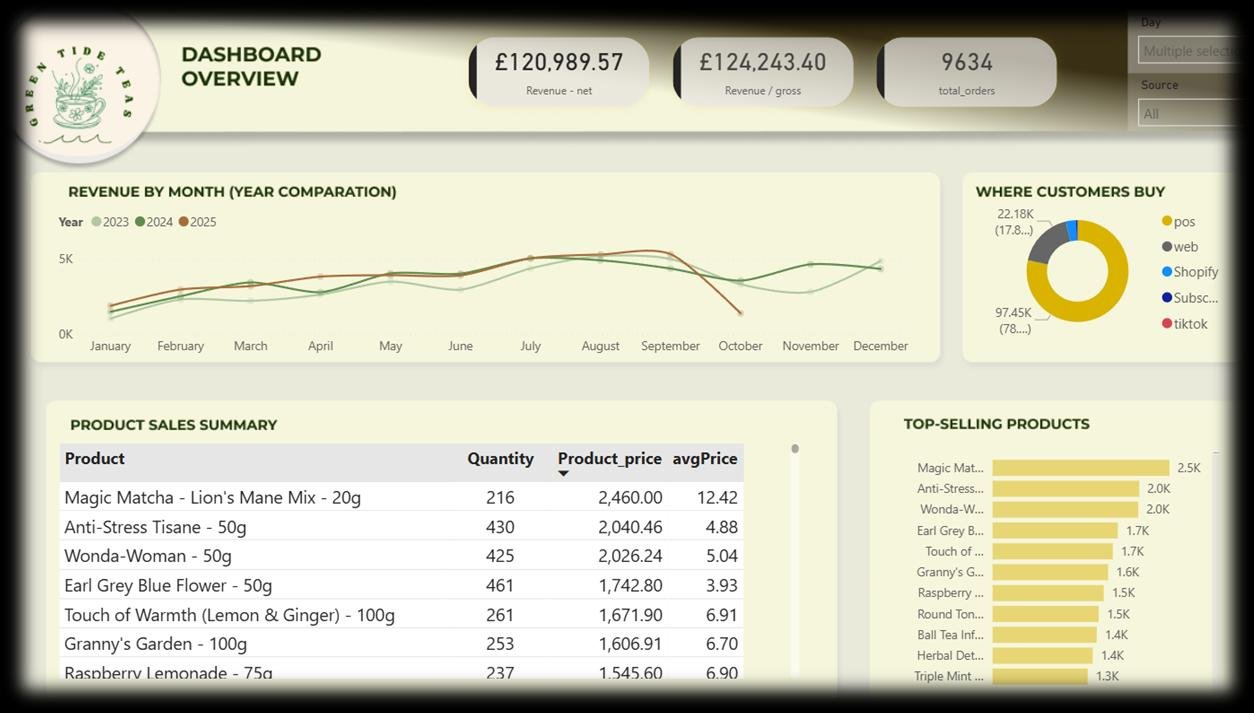 GREEN TIDE TEAS
DASHBOARD
OVERVIEW
£120,989.57
Revenue - net
£124,243.40
Revenue / gross
9634
total_orders
Day
Multiple selectio
Source
All
REVENUE BY MONTH (YEAR COMPARATION)
Year 2023 2024 2025
5K
0K
January February March April May June July August September October November December
WHERE CUSTOMERS BUY
22.18K
(17.8...)
97.45K
(78....)
pos
web
Shopify
Subsc...
tiktok
PRODUCT SALES SUMMARY
Product Quantity Product_price avgPrice
Magic Matcha - Lion's Mane Mix - 20g 216 2,460.00 12.42
Anti-Stress Tisane - 50g 430 2,040.46 4.88
Wonda-Woman - 50g 425 2,026.24 5.04
Earl Grey Blue Flower - 50g 461 1,742.80 3.93
Touch of Warmth (Lemon & Ginger) - 100g 261 1,671.90 6.91
Granny's Garden - 100g 253 1,606.91 6.70
Raspberry Lemonade - 75g 237 1,545.60 6.90
TOP-SELLING PRODUCTS
Magic Mat... 2.5K
Anti-Stress... 2.0K
Wonda-W... 2.0K
Earl Grey B... 1.7K
Touch of ... 1.7K
Granny's G... 1.6K
Raspberry ... 1.5K
Round Ton... 1.5K
Ball Tea Inf... 1.4K
Herbal Det... 1.4K
Triple Mint ... 1.3K